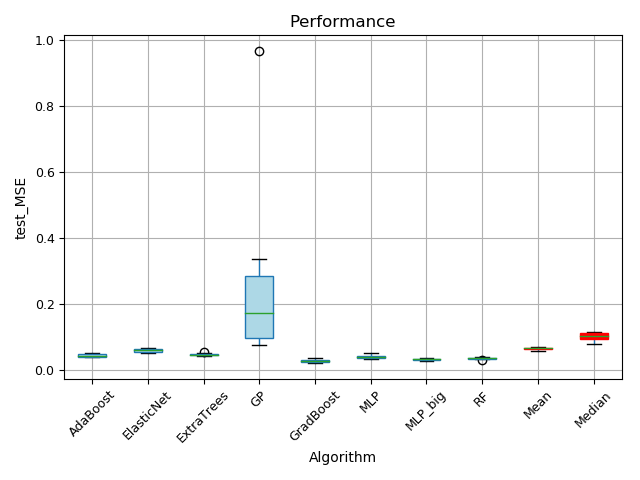 Performance
1.0
0.8
0.6
0.4
0.2
0.0
test_MSE
AdaBoost
ElasticNet
ExtraTrees
GP
GradBoost
MLP
MLP_big
RF
Mean
Median
Algorithm